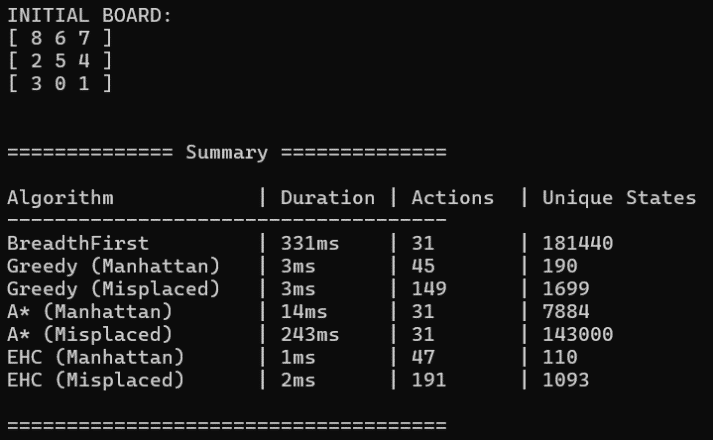 INITIAL BOARD:
[ 8 6 7 ]
[ 2 5 4 ]
[ 3 0 1 ]
============== Summary ==============
Algorithm | Duration | Actions | Unique States
-------------------------------------
BreadthFirst | 331ms | 31 | 181440
Greedy (Manhattan) | 3ms | 45 | 190
Greedy (Misplaced) | 3ms | 149 | 1699
A* (Manhattan) | 14ms | 31 | 7884
A* (Misplaced) | 243ms | 31 | 143000
EHC (Manhattan) | 1ms | 47 | 110
EHC (Misplaced) | 2ms | 191 | 1093
=====================================